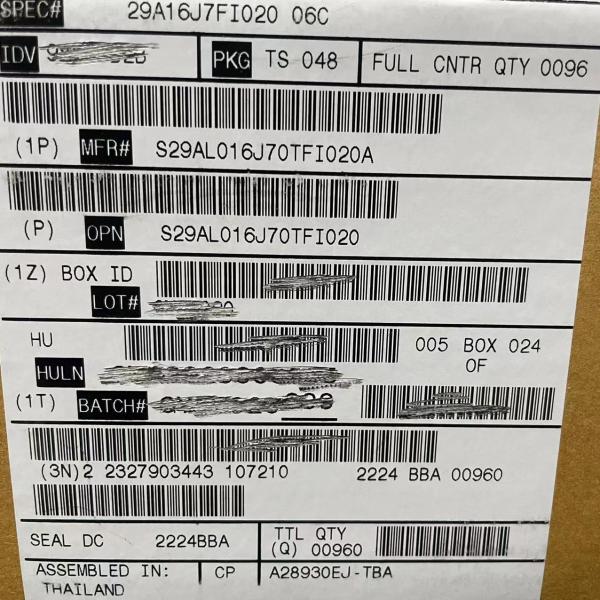 SPEC# 29A16J7FI020 06C
IDV PKG TS 048 FULL CNTR QTY 0096
(1P) MFR# S29AL016J70TFI020A
(P) OPN S29AL016J70TFI020
(1Z) BOX ID
LOT#
HU 005 BOX 024
HULN OF
(1T) BATCH#
(3N)2 2327903443 107210 2224 BBA 00960
SEAL DC 2224BBA TTL QTY
(Q) 00960
ASSEMBLED IN: CP A28930EJ-TBA
THAILAND